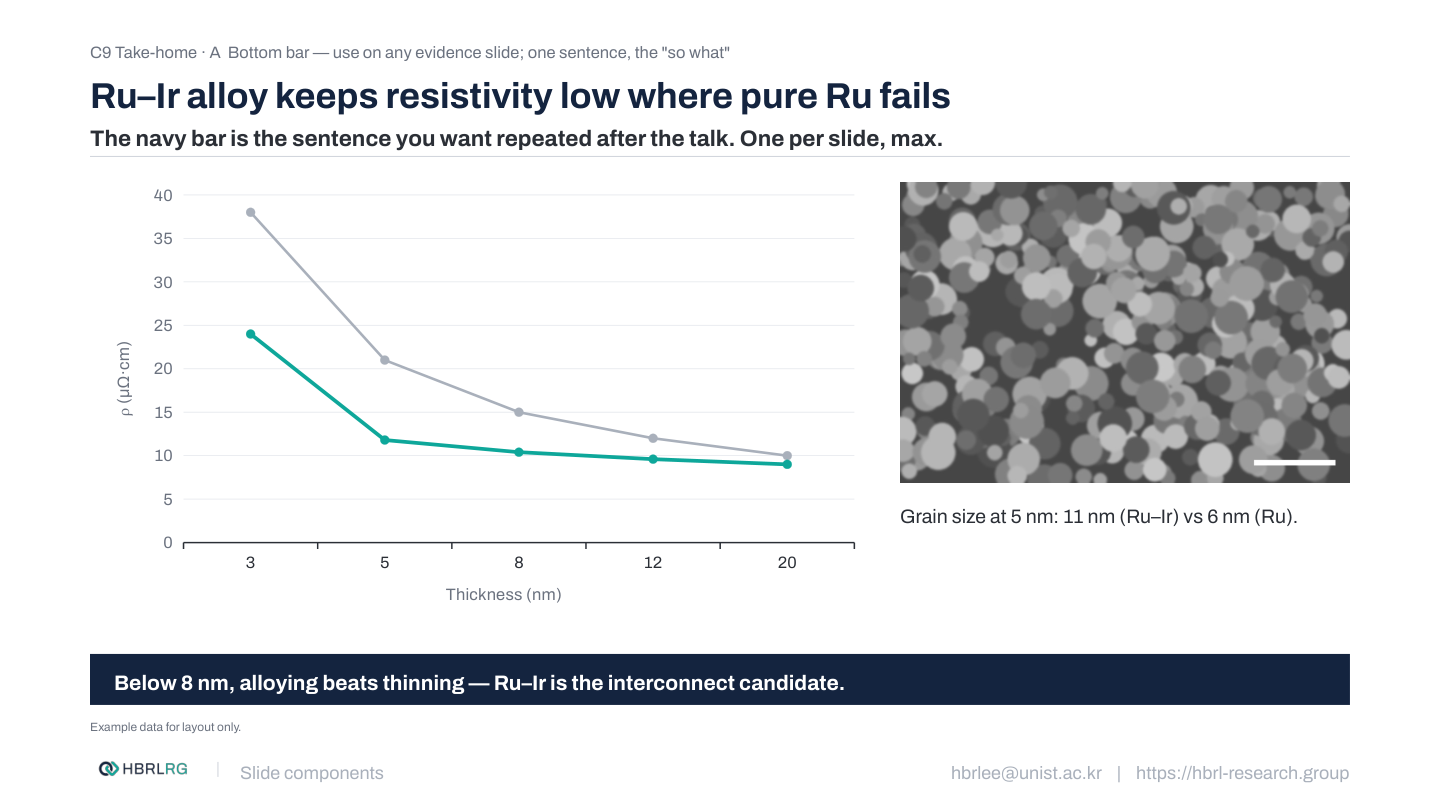 C9 Take-home · A  Bottom bar — use on any evidence slide; one sentence, the "so what"
Ru–Ir alloy keeps resistivity low where pure Ru fails
The navy bar is the sentence you want repeated after the talk. One per slide, max.
40
35
30
25
20
15
10
5
0
ρ (μΩ·cm)
3 5 8 12 20
Thickness (nm)
Grain size at 5 nm: 11 nm (Ru–Ir) vs 6 nm (Ru).
Below 8 nm, alloying beats thinning — Ru–Ir is the interconnect candidate.
Example data for layout only.
HBRLRG | Slide components
hbrlee@unist.ac.kr | https://hbrl-research.group